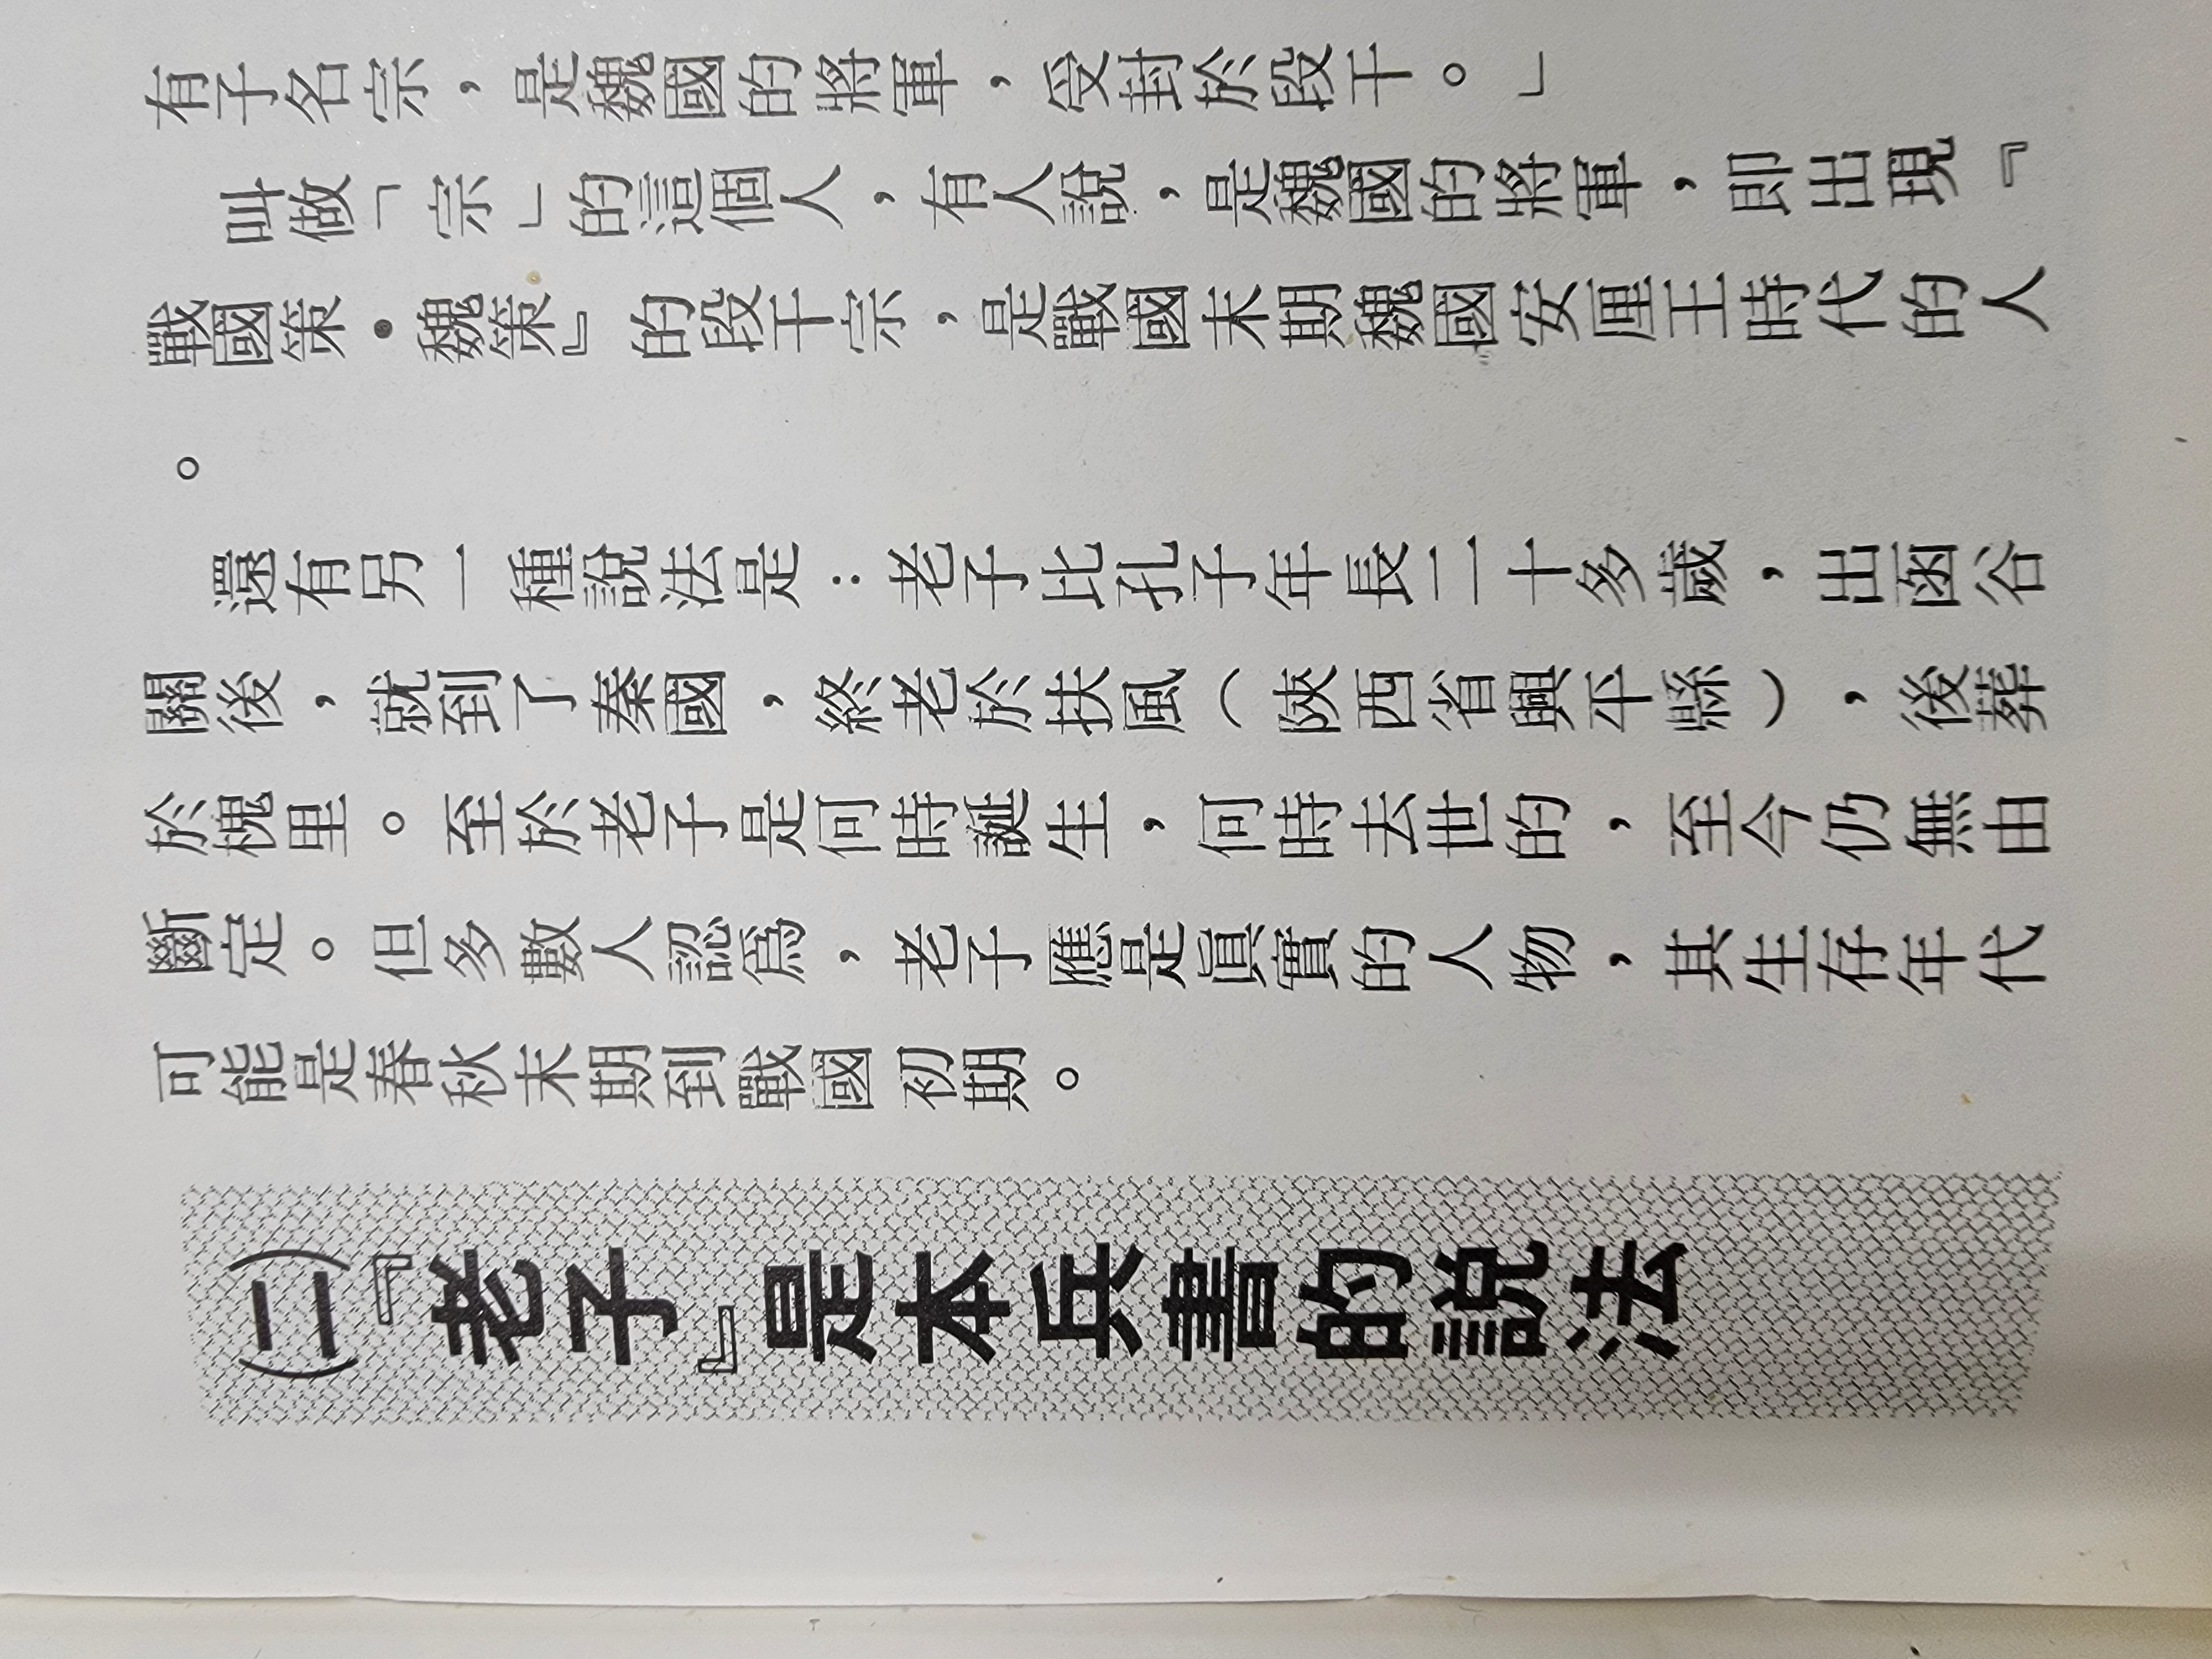 有子名宗，是魏國的將軍，受封於段干。」
叫做「宗」的這個人，有人說，是魏國的將軍，即出現『
戰國策•魏策』的段干宗，是戰國末期魏國安厘王時代的人
。
還有另一種說法是：老子比孔子年長二十多歲，出函谷
關後，就到了秦國，終老於扶風（陝西省興平縣），後葬
於槐里。至於老子是何時誕生，何時去世的，至今仍無由
斷定。但多數人認爲，老子應是眞實的人物，其生存年代
可能是春秋末期到戰國初期。
㈡『老子』是本兵書的說法